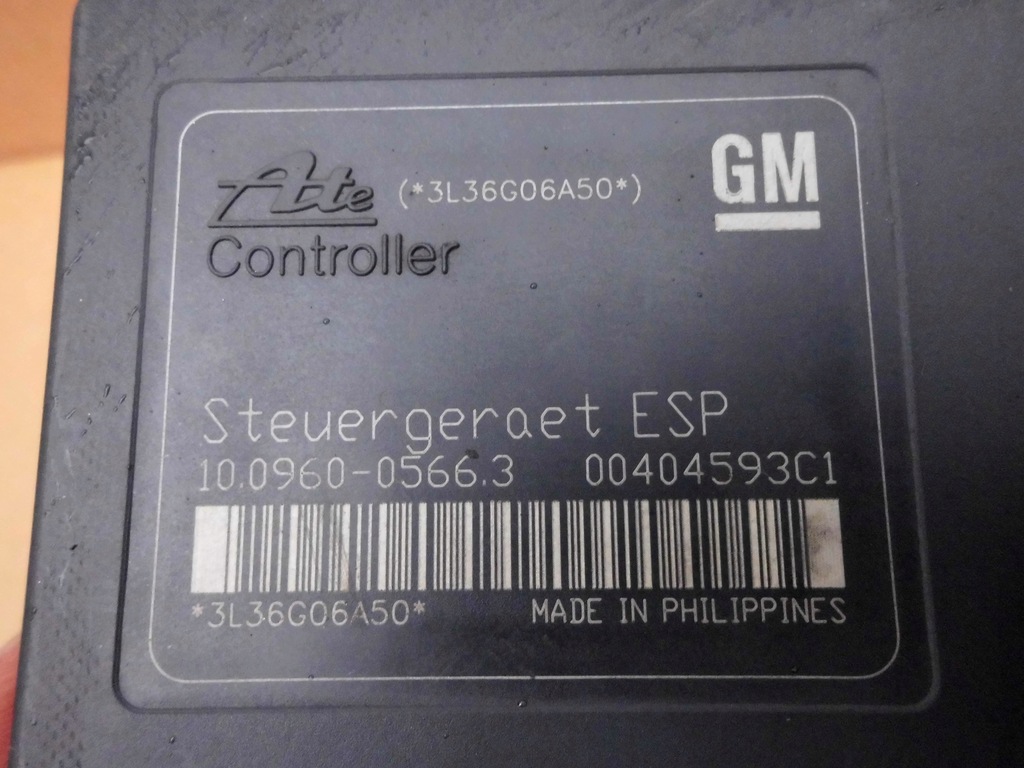 Ate (*3L36G06A50*) GM
Controller
Steuergeraet ESP
10.0960-0566.3 00404593C1
*3L36G06A50* MADE IN PHILIPPINES